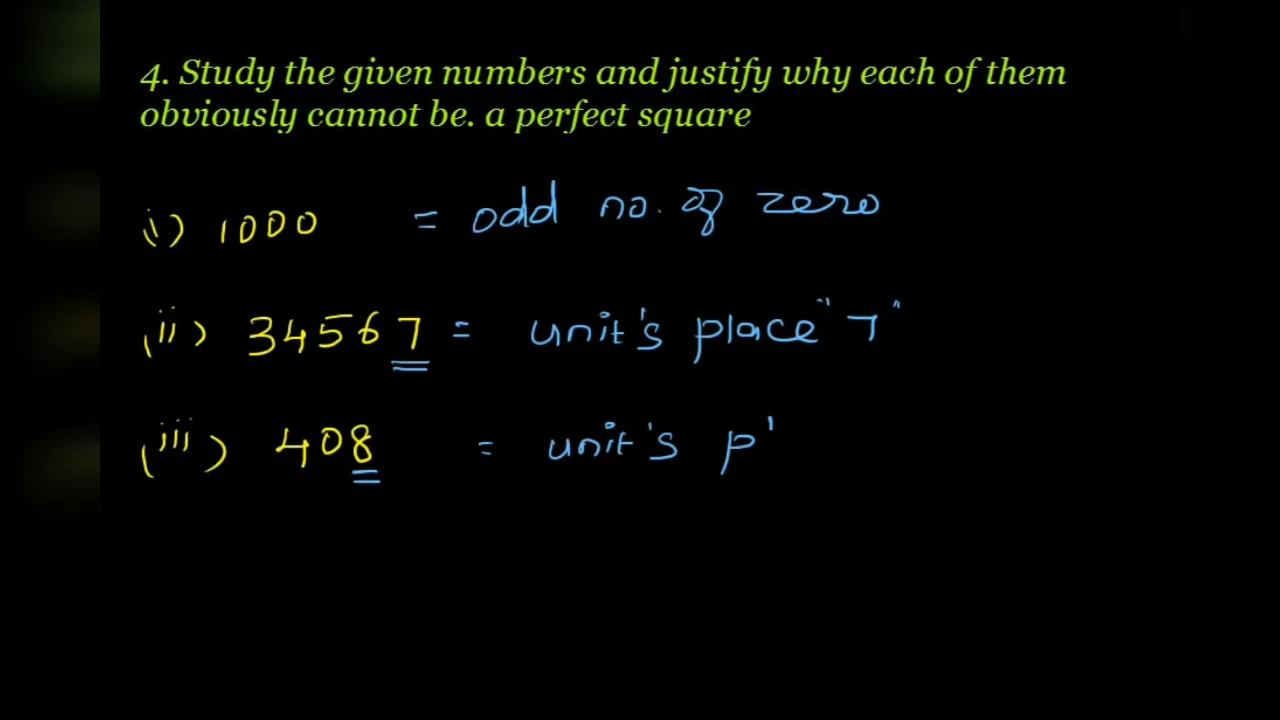 4. Study the given numbers and justify why each of them
obviously cannot be. a perfect square
(i) 1000 = odd no. of zero
(ii) 34567 = unit's place "7"
(iii) 408 = unit's p'